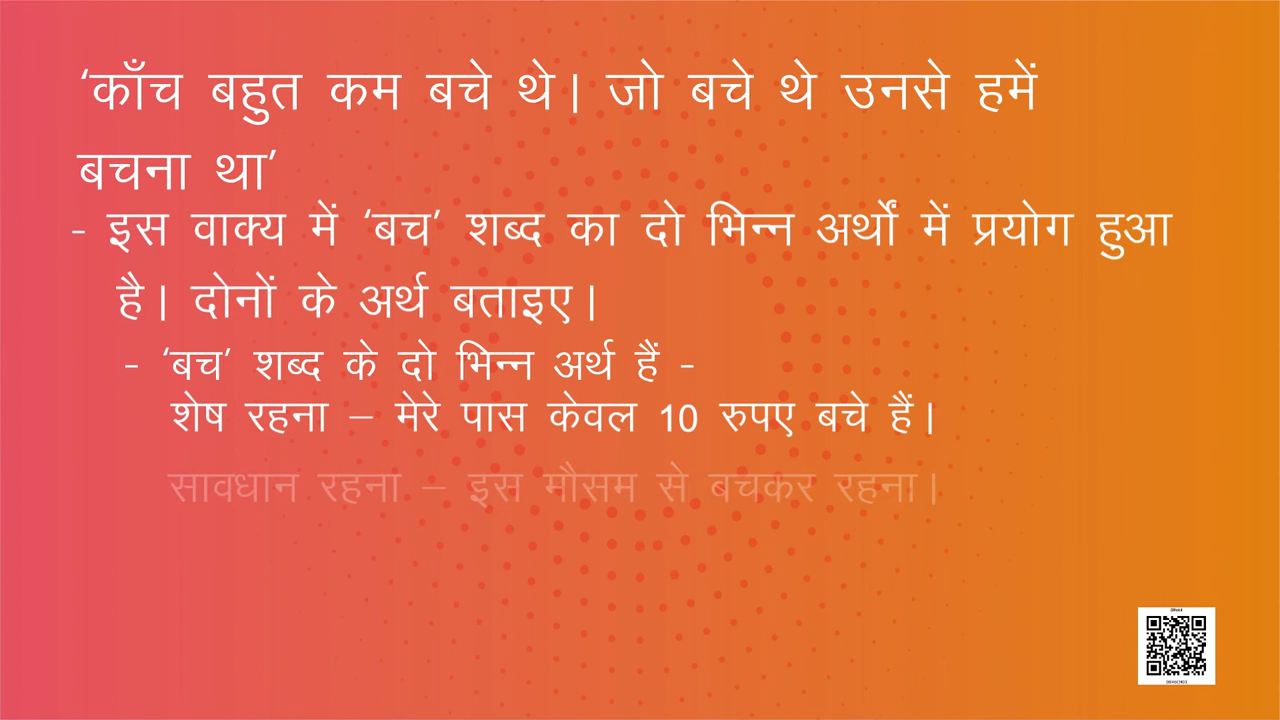 ‘काँच बहुत कम बचे थे| जो बचे थे उनसे हमें
बचना था’
- इस वाक्य में ‘बच’ शब्द का दो भिन्न अर्थों में प्रयोग हुआ
है| दोनों के अर्थ बताइए|
- ‘बच’ शब्द के दो भिन्न अर्थ हैं -
शेष रहना – मेरे पास केवल 10 रुपए बचे हैं|
सावधान रहना – इस मौसम से बचकर रहना|